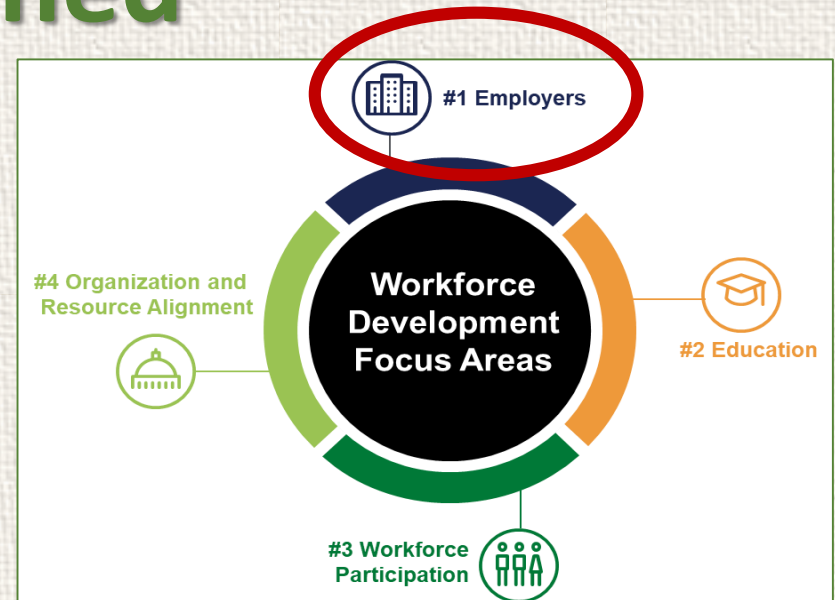 #1 Employers
#4 Organization and
Resource Alignment
Workforce
Development
Focus Areas
#2 Education
#3 Workforce
Participation